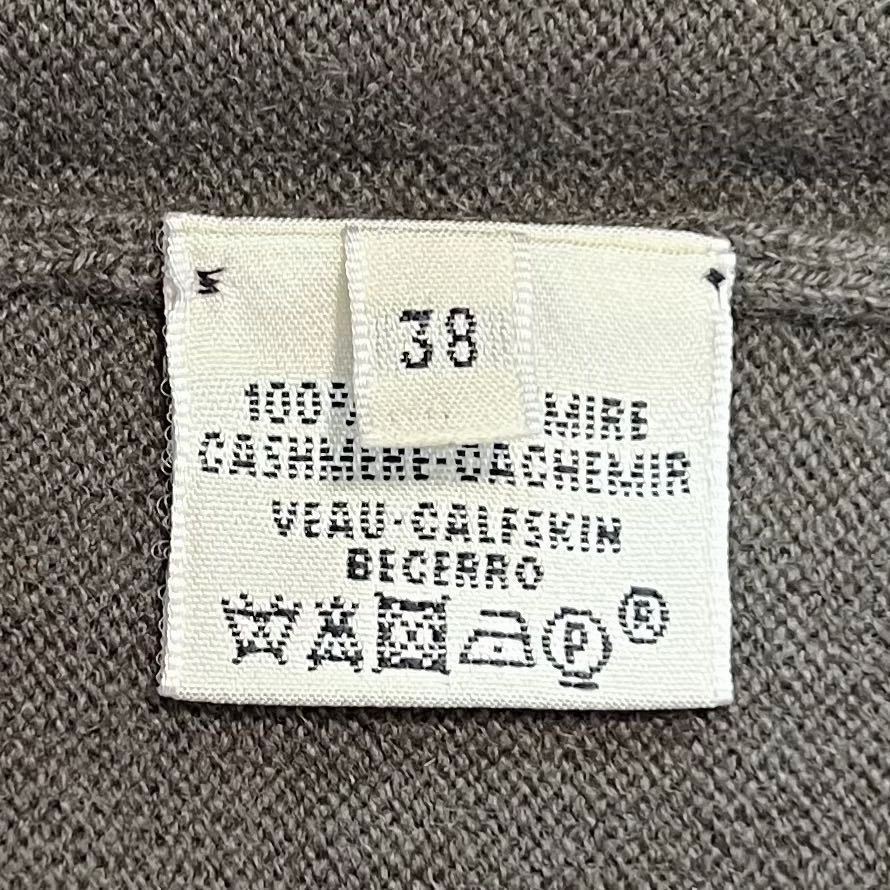 38
100% MIRE
CASHMERE-CACHEMIR
VEAU-CALFSKIN
BECERRO
P R